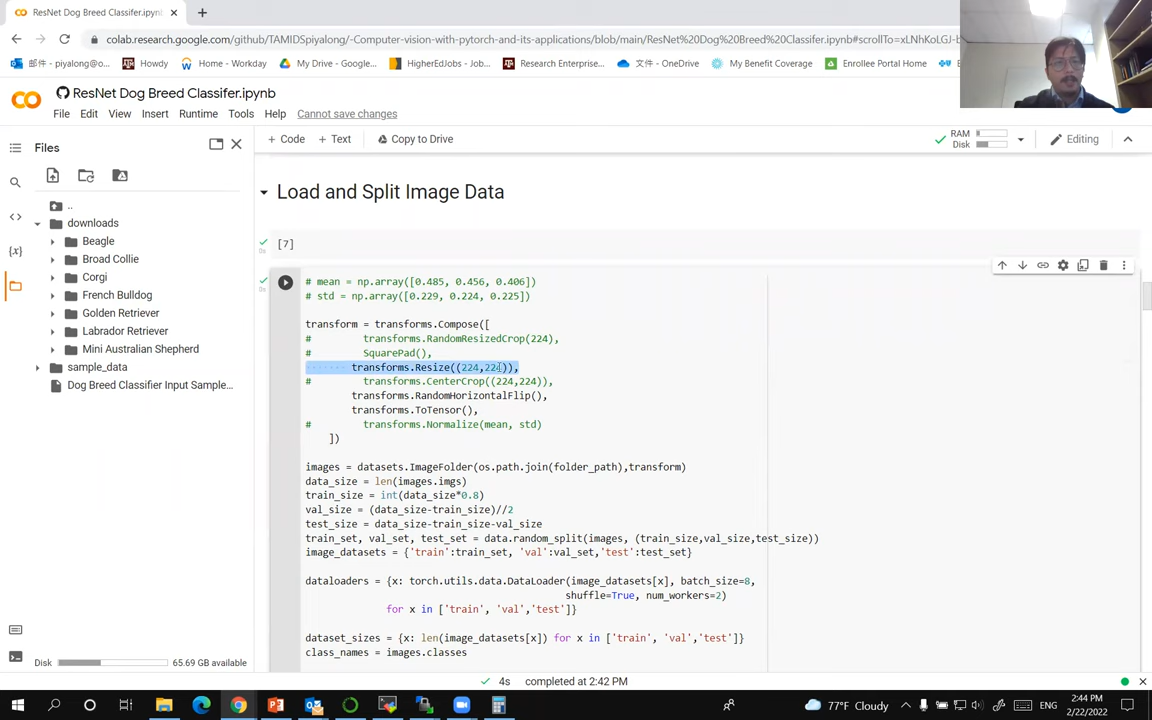 ResNet Dog Breed Classifer.ipynb
colab.research.google.com/github/TAMIDSpiyalong/-Computer-vision-with-pytorch-and-its-applications/blob/main/ResNet%20Dog%20Breed%20Classifer.ipynb#scrollTo=xLNhKoLGJ-b
邮件 - piyalong@o... Howdy Home - Workday My Drive - Google... HigherEdJobs - Job... Research Enterprise... 文件 - OneDrive My Benefit Coverage Enrollee Portal Home
ResNet Dog Breed Classifer.ipynb
File Edit View Insert Runtime Tools Help Cannot save changes
+ Code + Text Copy to Drive
RAM
Disk
Editing
Files
..
downloads
Beagle
Broad Collie
Corgi
French Bulldog
Golden Retriever
Labrador Retriever
Mini Australian Shepherd
sample_data
Dog Breed Classifier Input Sample...
Disk 65.69 GB available
Load and Split Image Data
[7]
0s
0s
# mean = np.array([0.485, 0.456, 0.406])
# std = np.array([0.229, 0.224, 0.225])
transform = transforms.Compose([
# transforms.RandomResizedCrop(224),
# SquarePad(),
transforms.Resize((224,224)),
# transforms.CenterCrop((224,224)),
transforms.RandomHorizontalFlip(),
transforms.ToTensor(),
# transforms.Normalize(mean, std)
])
images = datasets.ImageFolder(os.path.join(folder_path),transform)
data_size = len(images.imgs)
train_size = int(data_size*0.8)
val_size = (data_size-train_size)//2
test_size = data_size-train_size-val_size
train_set, val_set, test_set = data.random_split(images, (train_size,val_size,test_size))
image_datasets = {'train':train_set, 'val':val_set,'test':test_set}
dataloaders = {x: torch.utils.data.DataLoader(image_datasets[x], batch_size=8,
shuffle=True, num_workers=2)
for x in ['train', 'val','test']}
dataset_sizes = {x: len(image_datasets[x]) for x in ['train', 'val','test']}
class_names = images.classes
4s completed at 2:42 PM
77°F Cloudy
ENG
2:44 PM
2/22/2022